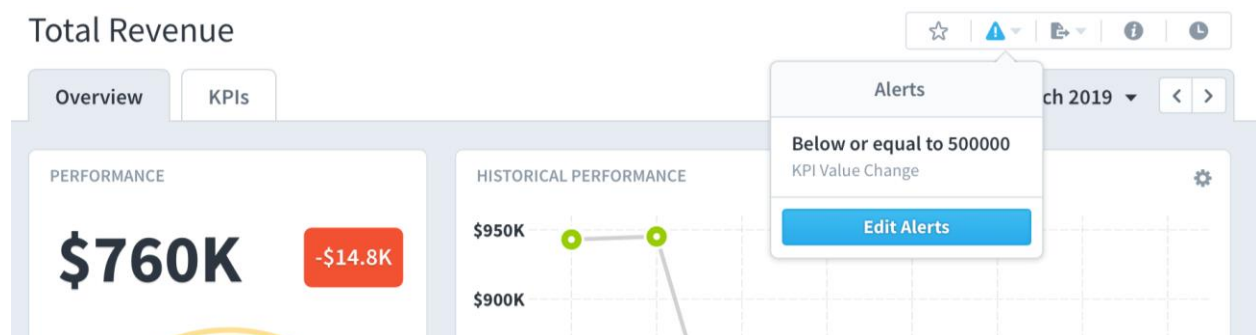 Total Revenue
Overview
KPIs
Alerts
ch 2019
Below or equal to 500000
KPI Value Change
Edit Alerts
PERFORMANCE
$760K
-$14.8K
HISTORICAL PERFORMANCE
$950K
$900K